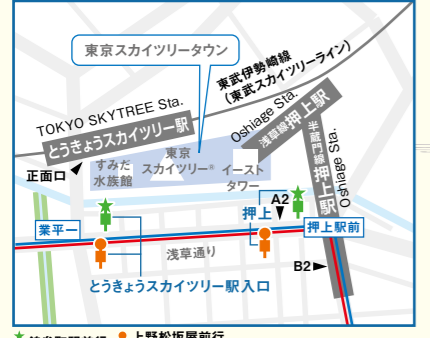 東京スカイツリータウン
東武伊勢崎線
(東武スカイツリーライン)
TOKYO SKYTREE Sta.
とうきょうスカイツリー駅
正面口
すみだ
水族館
東京
スカイツリー®
イースト
タワー
Oshiage Sta.
浅草線 押上駅
半蔵門線 押上駅
Oshiage Sta.
押上
A2
業平一
押上駅前
浅草通り
とうきょうスカイツリー駅入口
B2
上野松坂屋前行